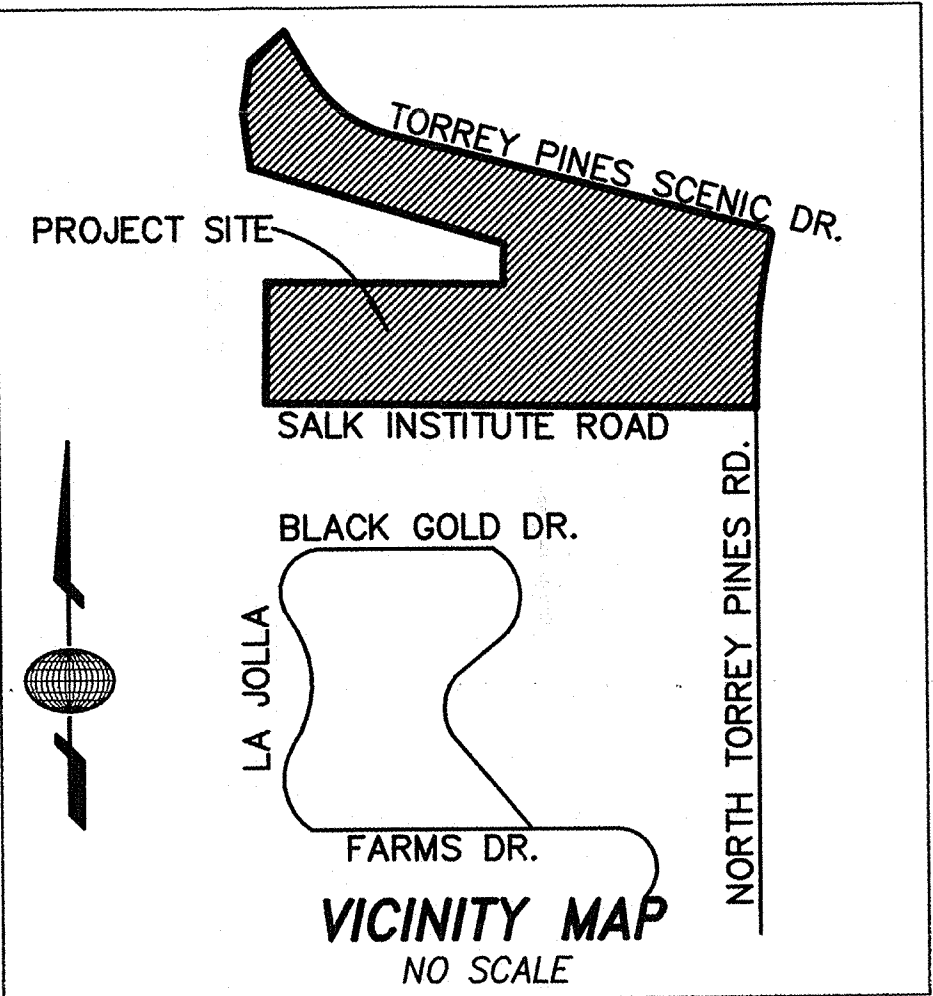 TORREY PINES SCENIC DR.
PROJECT SITE
SALK INSTITUTE ROAD
NORTH TORREY PINES RD.
BLACK GOLD DR.
LA JOLLA
FARMS DR.
VICINITY MAP
NO SCALE